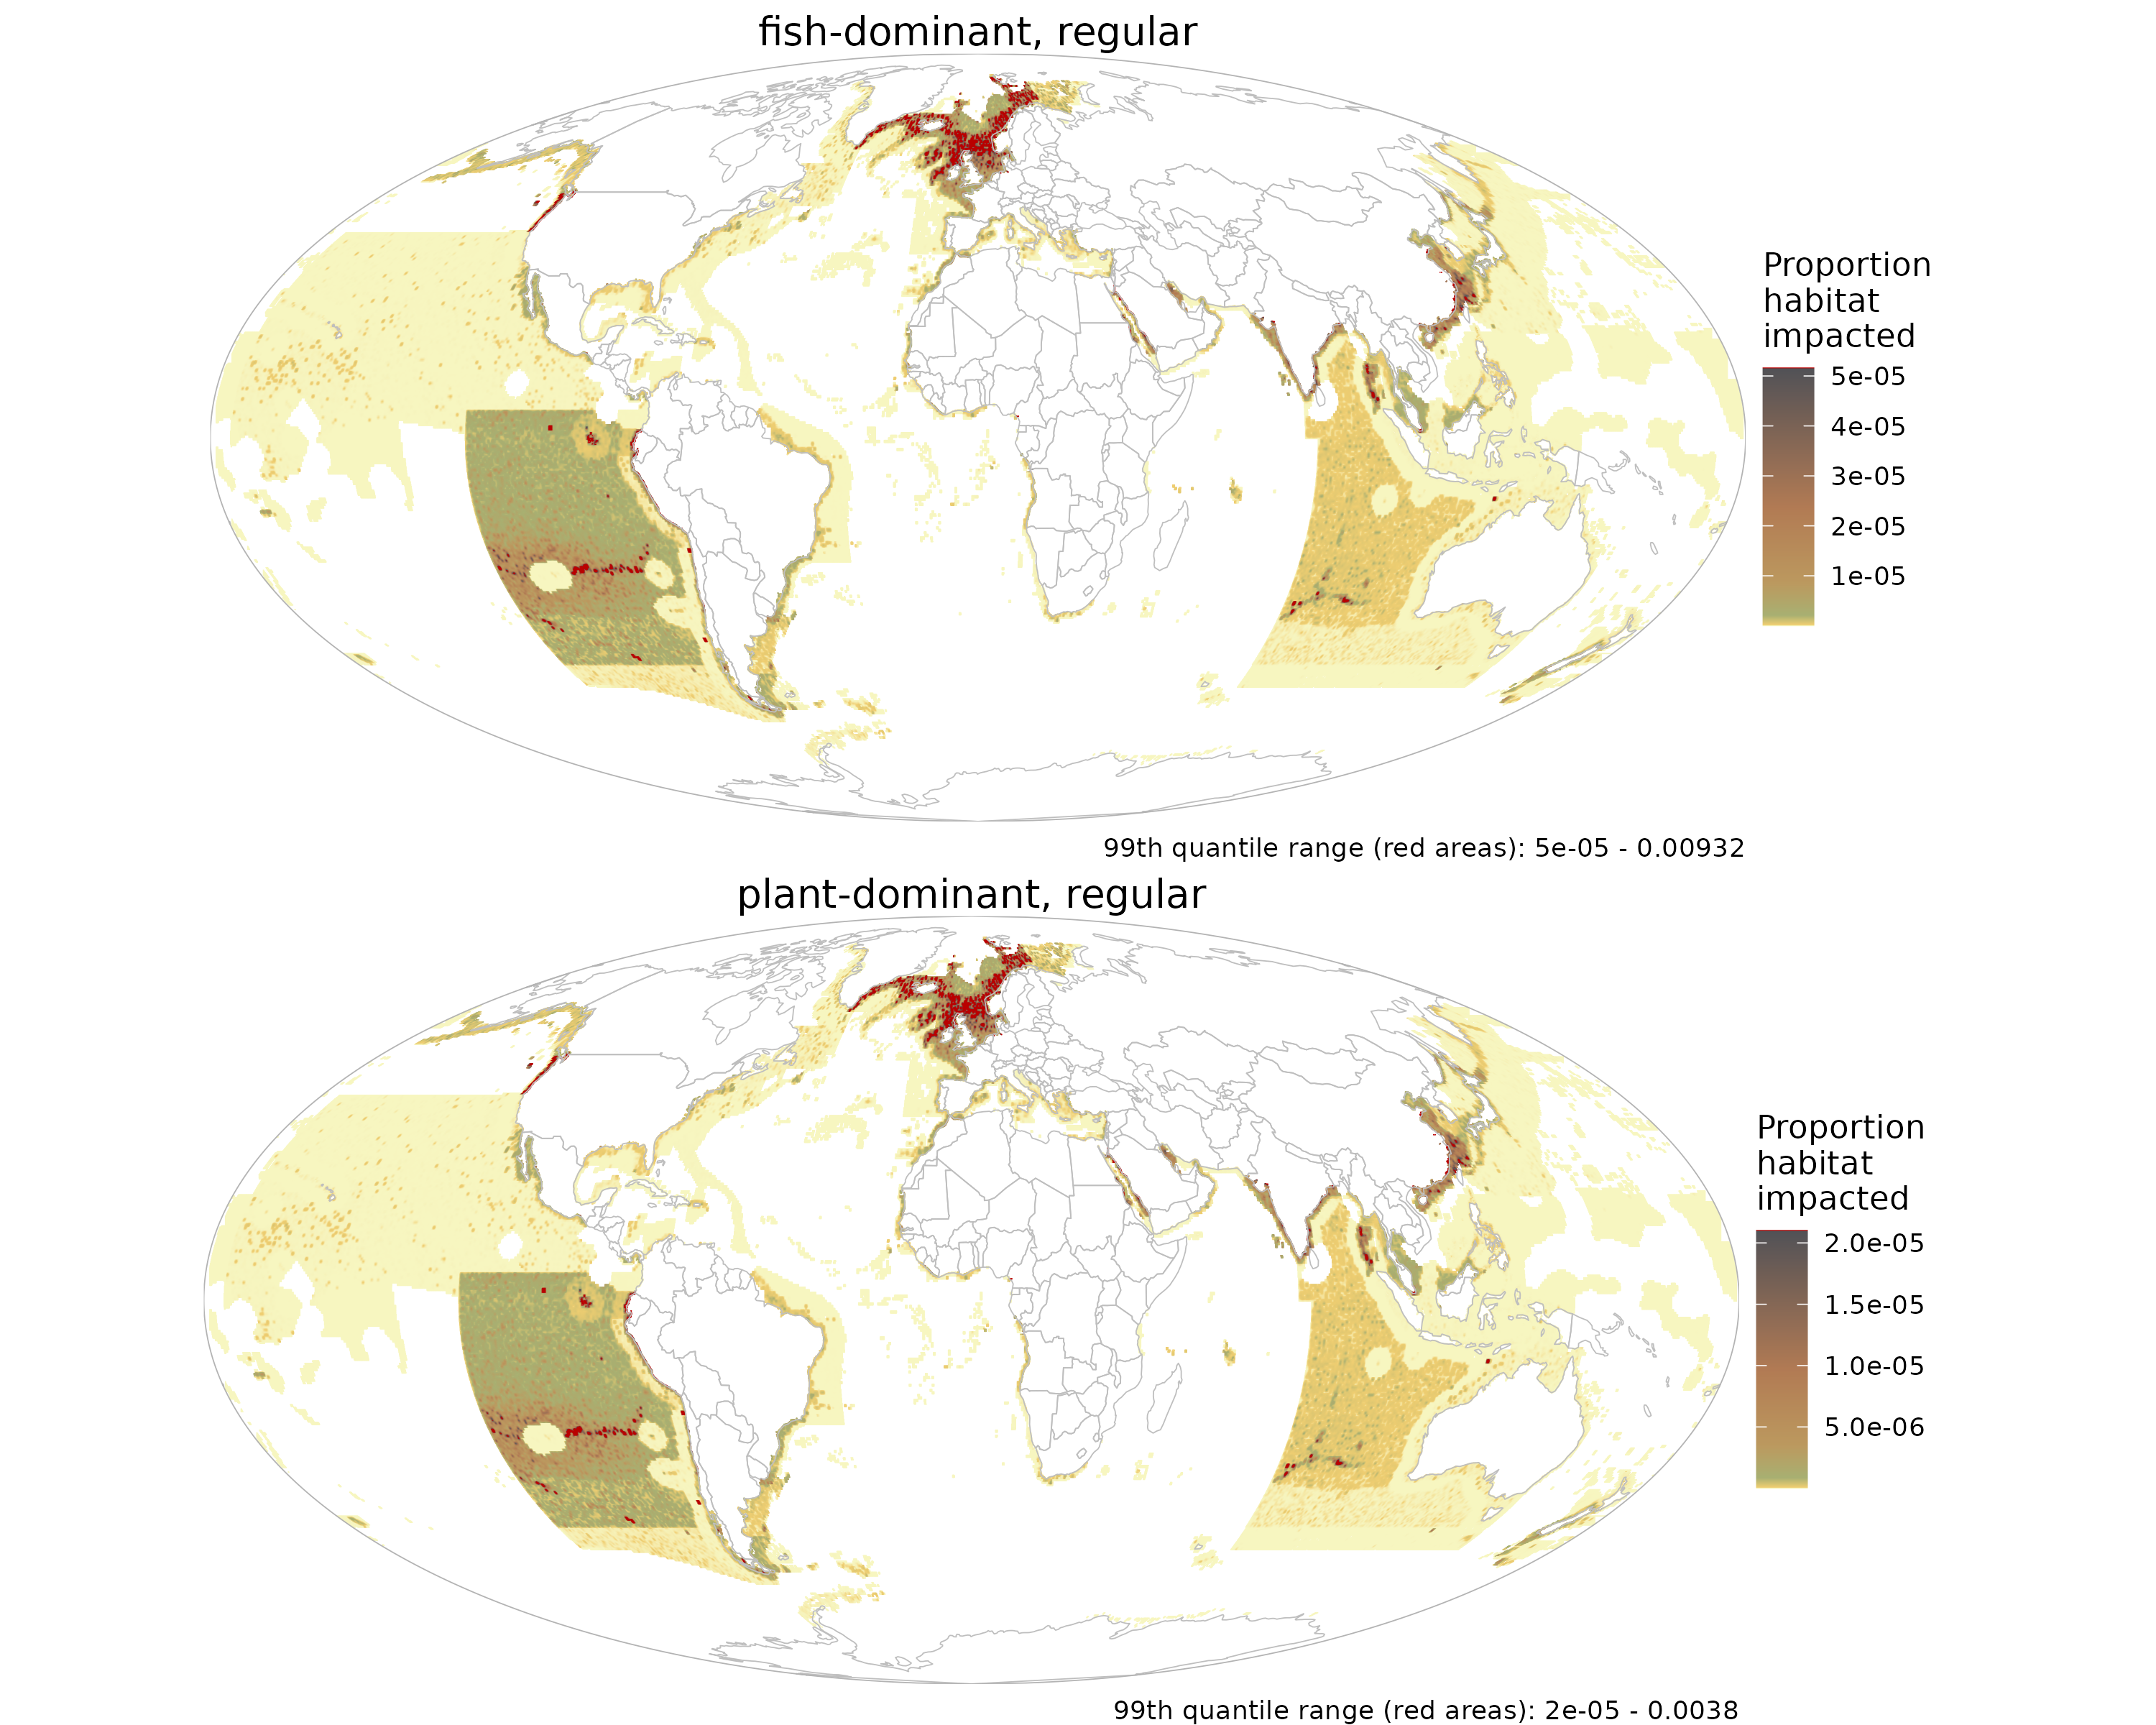 fish-dominant, regular
Proportion
habitat
impacted
5e-05
4e-05
3e-05
2e-05
1e-05
99th quantile range (red areas): 5e-05 - 0.00932
plant-dominant, regular
Proportion
habitat
impacted
2.0e-05
1.5e-05
1.0e-05
5.0e-06
99th quantile range (red areas): 2e-05 - 0.0038